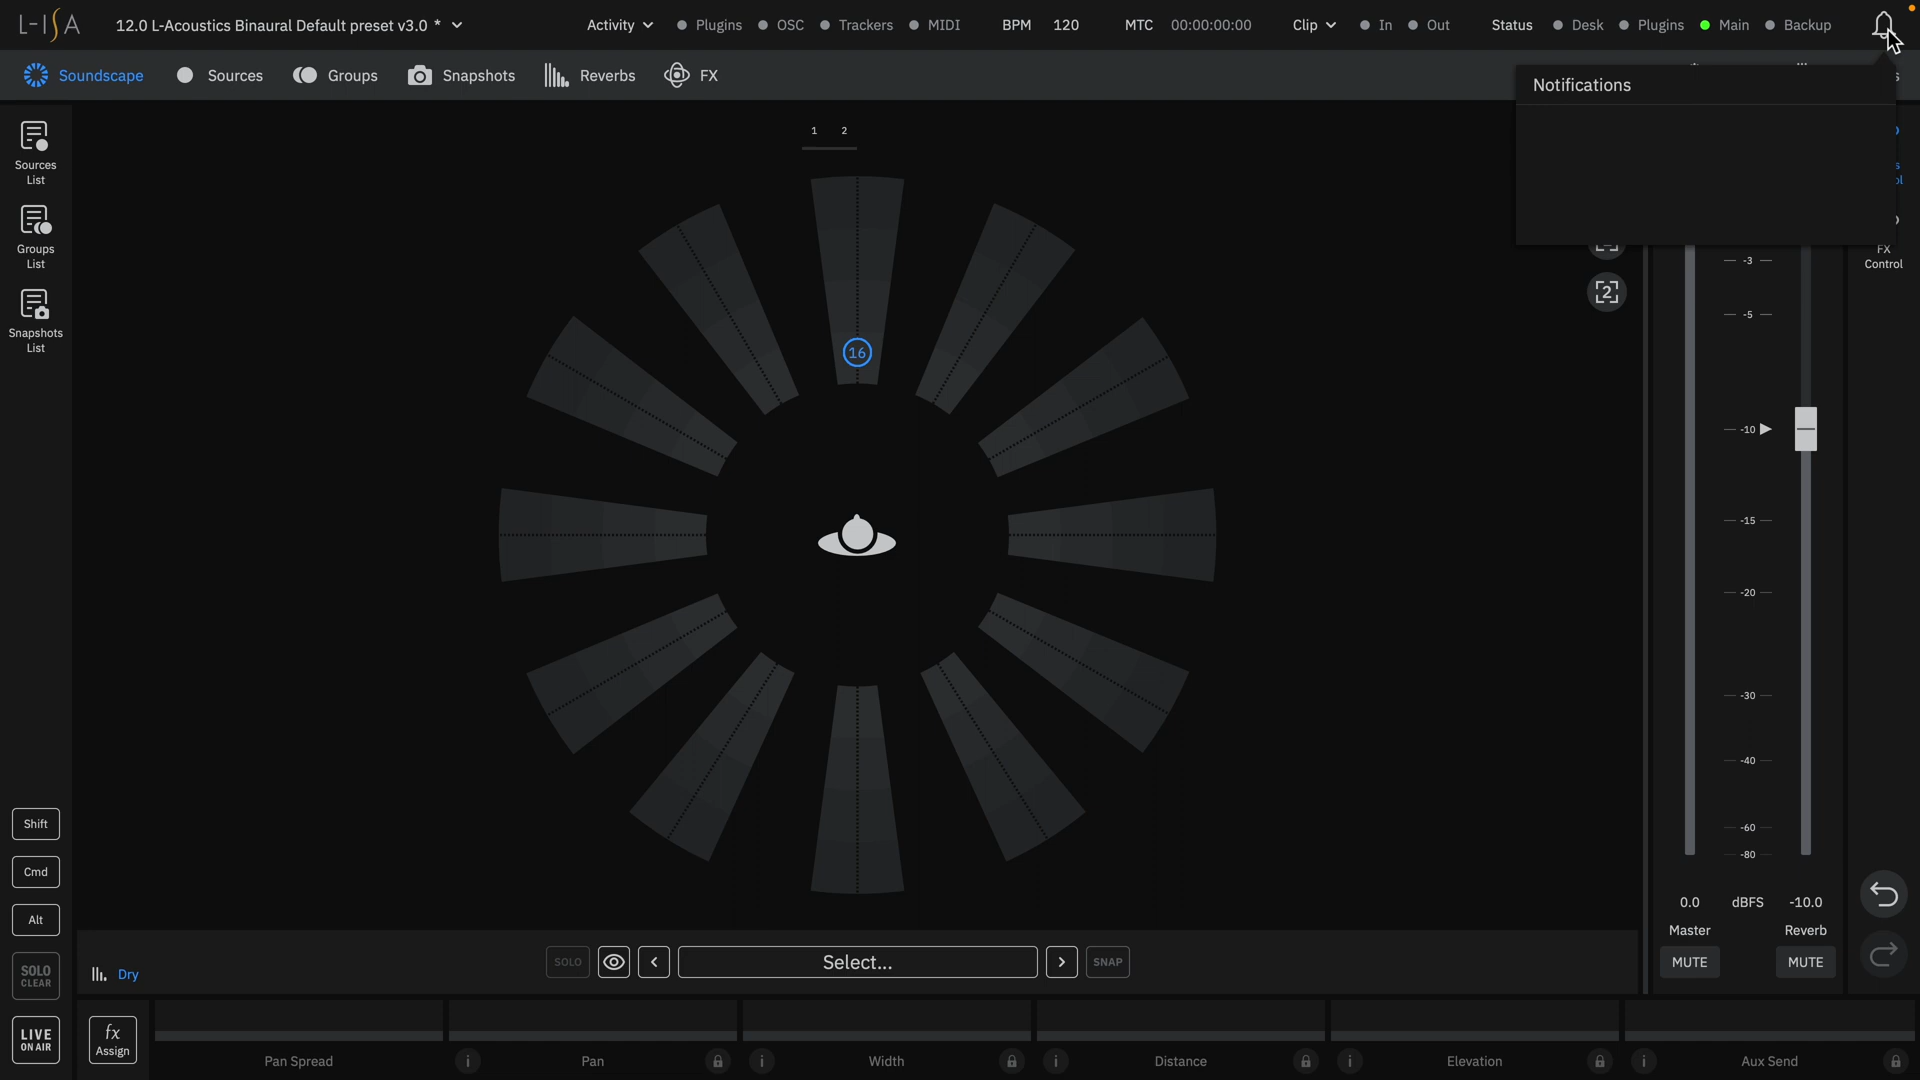 L-ISA
12.0 L-Acoustics Binaural Default preset v3.0 *
Activity
Plugins
OSC
Trackers
MIDI
BPM 120
MTC 00:00:00:00
Clip
In
Out
Status
Desk
Plugins
Main
Backup
Soundscape
Sources
Groups
Snapshots
Reverbs
FX
Notifications
Sources
List
Groups
List
Snapshots
List
1 2
16
2
-3
-5
-10
-15
-20
-30
-40
-60
-80
FX
Control
0.0 dBFS -10.0
Master Reverb
MUTE MUTE
Shift
Cmd
Alt
SOLO
CLEAR
LIVE
ON AIR
Dry
SOLO
<
Select...
>
SNAP
fx
Assign
Pan Spread
i
Pan
i
Width
i
Distance
i
Elevation
i
Aux Send